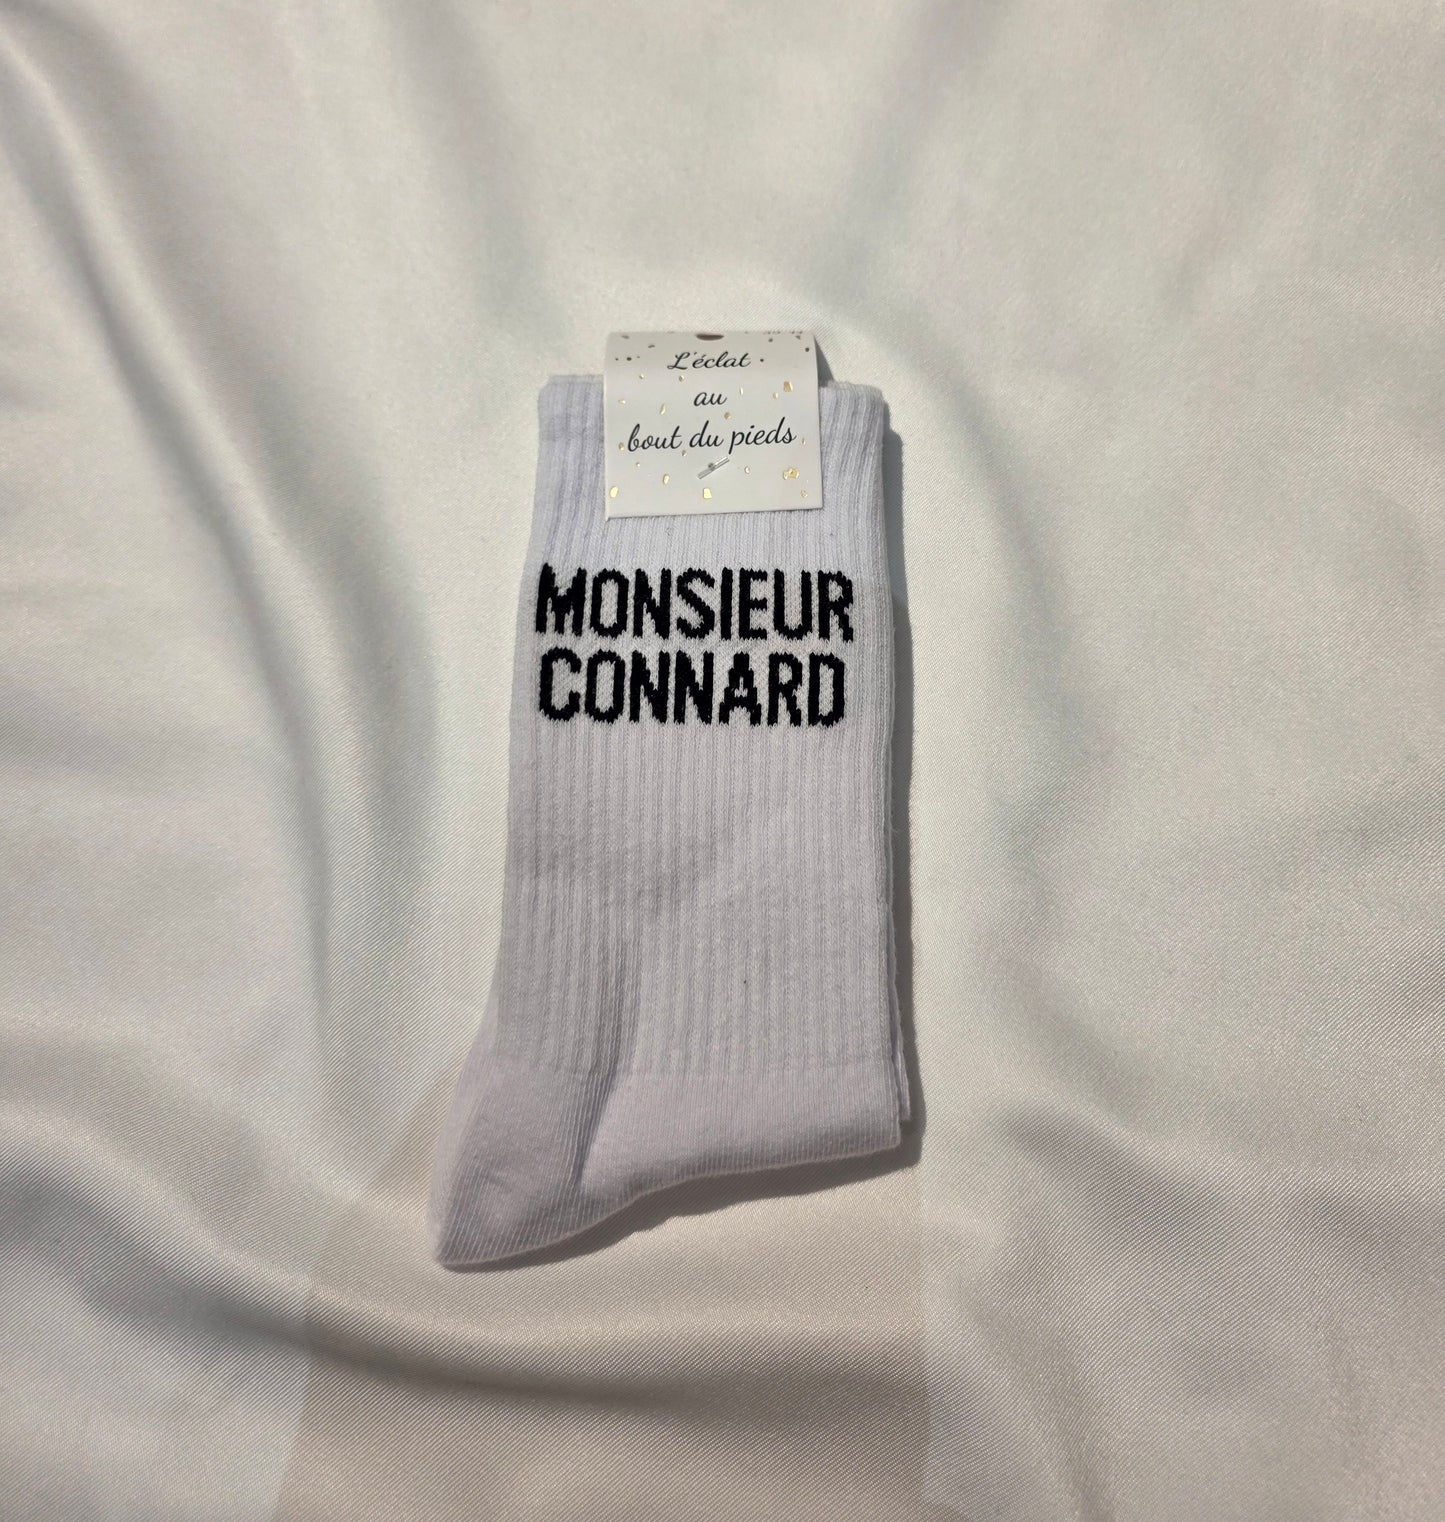 L'éclat
au
bout du pieds
MONSIEUR
CONNARD